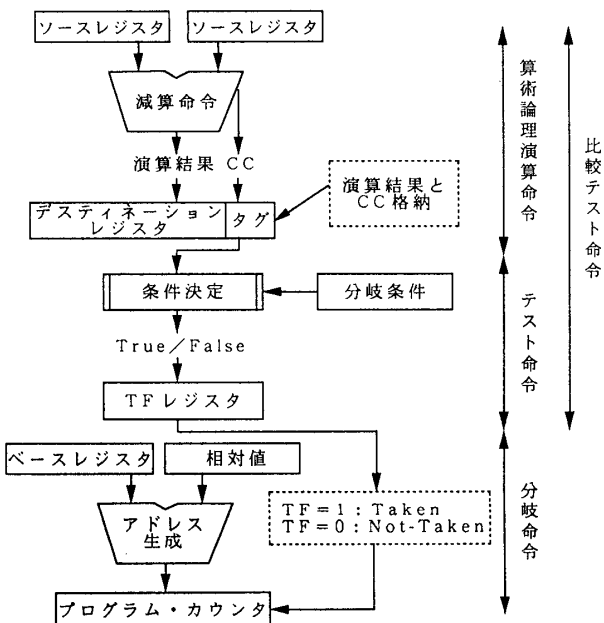 ソースレジスタ
ソースレジスタ
減算命令
演算結果 CC
デスティネーション
レジスタ
タグ
演算結果と
CC格納
条件決定
分岐条件
True/False
TFレジスタ
ベースレジスタ
相対値
アドレス
生成
TF=1:Taken
TF=0:Not-Taken
プログラム・カウンタ
算術論理演算命令
テスト命令
分岐命令
比較テスト命令